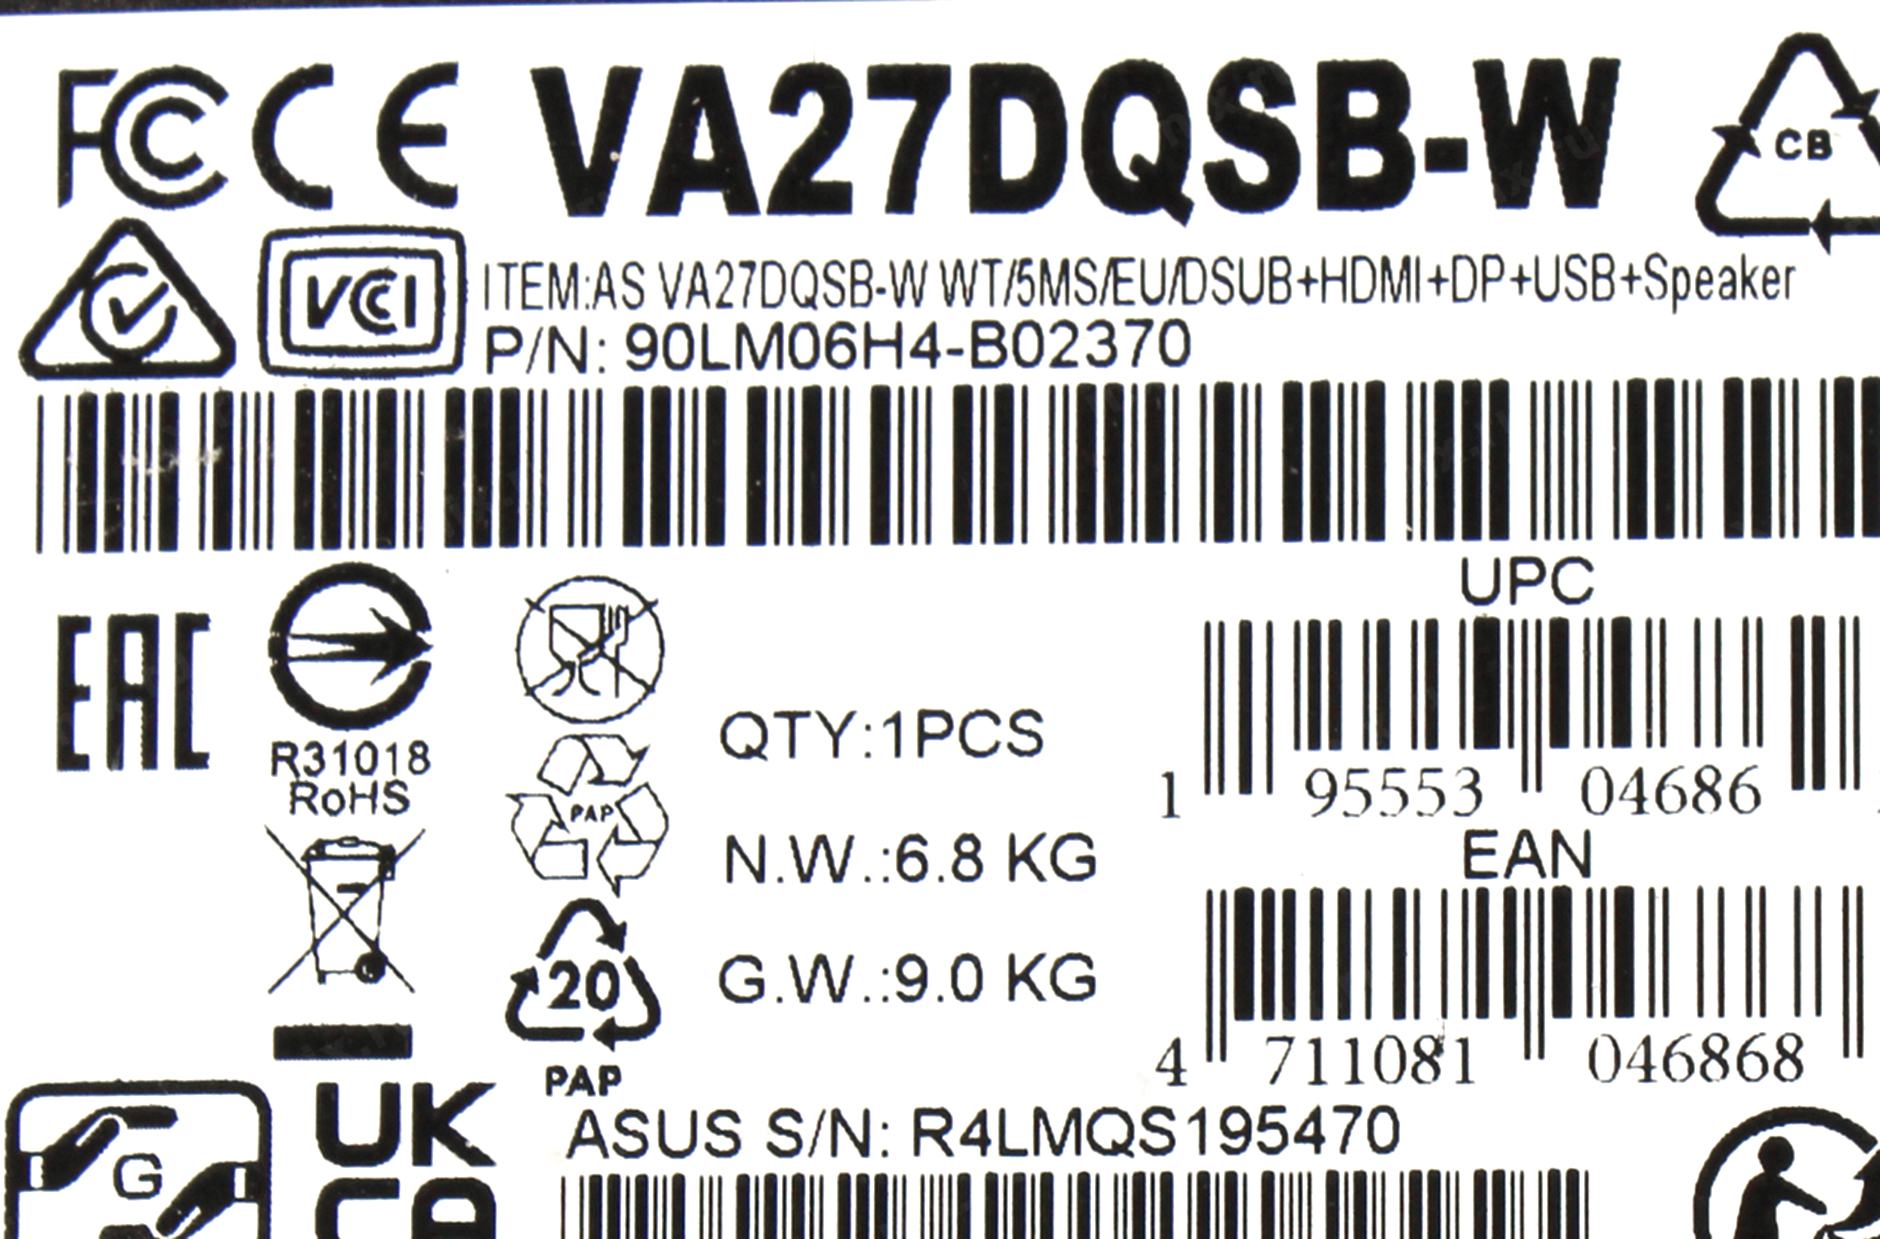 FC CE VA27DQSB-W
CB
VCCI
ITEM:AS VA27DQSB-W WT/5MS/EU/DSUB+HDMI+DP+USB+Speaker
P/N: 90LM06H4-B02370
UPC
EAC
R31018
RoHS
PAP
QTY:1PCS
1 95553 04686
N.W.:6.8 KG
EAN
20
PAP
G.W.:9.0 KG
4 711081 046868
ASUS S/N: R4LMQS195470
G
UK
CA